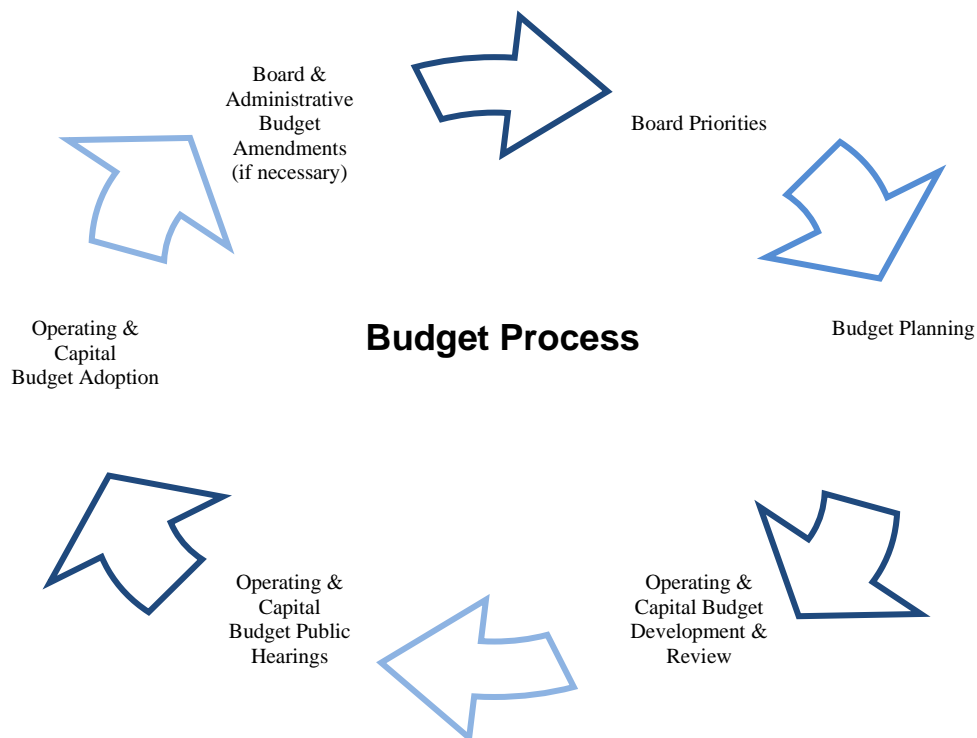 Board &
Administrative
Budget
Amendments
(if necessary)
Board Priorities
Budget Planning
Budget Process
Operating &
Capital
Budget Adoption
Operating &
Capital Budget
Development &
Review
Operating &
Capital
Budget Public
Hearings